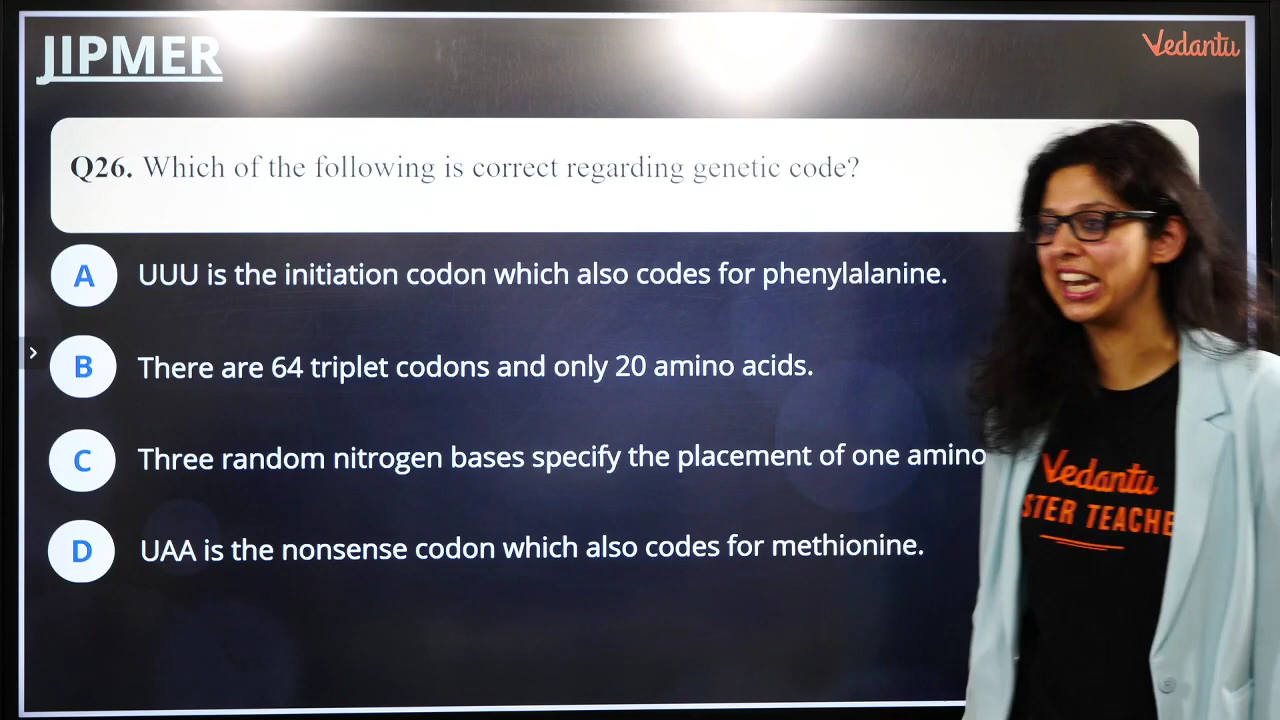 JIPMER
Vedantu
Q26. Which of the following is correct regarding genetic code?
A UUU is the initiation codon which also codes for phenylalanine.
B There are 64 triplet codons and only 20 amino acids.
C Three random nitrogen bases specify the placement of one amino
D UAA is the nonsense codon which also codes for methionine.
Vedantu
STER TEACHE